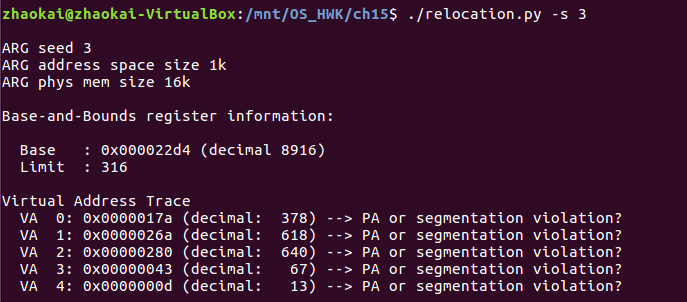 zhaokai@zhaokai-VirtualBox:/mnt/OS_HWK/ch15$ ./relocation.py -s 3
ARG seed 3
ARG address space size 1k
ARG phys mem size 16k
Base-and-Bounds register information:
Base   : 0x000022d4 (decimal 8916)
Limit  : 316
Virtual Address Trace
VA  0: 0x0000017a (decimal:  378) --> PA or segmentation violation?
VA  1: 0x0000026a (decimal:  618) --> PA or segmentation violation?
VA  2: 0x00000280 (decimal:  640) --> PA or segmentation violation?
VA  3: 0x00000043 (decimal:   67) --> PA or segmentation violation?
VA  4: 0x0000000d (decimal:   13) --> PA or segmentation violation?